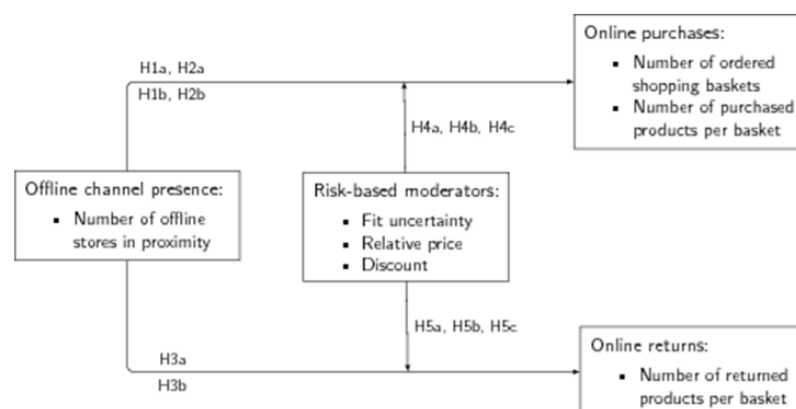 Online purchases:
▪ Number of ordered
shopping baskets
▪ Number of purchased
products per basket
H1a, H2a
H1b, H2b
H4a, H4b, H4c
Offline channel presence:
▪ Number of offline
stores in proximity
Risk-based moderators:
▪ Fit uncertainty
▪ Relative price
▪ Discount
H5a, H5b, H5c
H3a
H3b
Online returns:
▪ Number of returned
products per basket